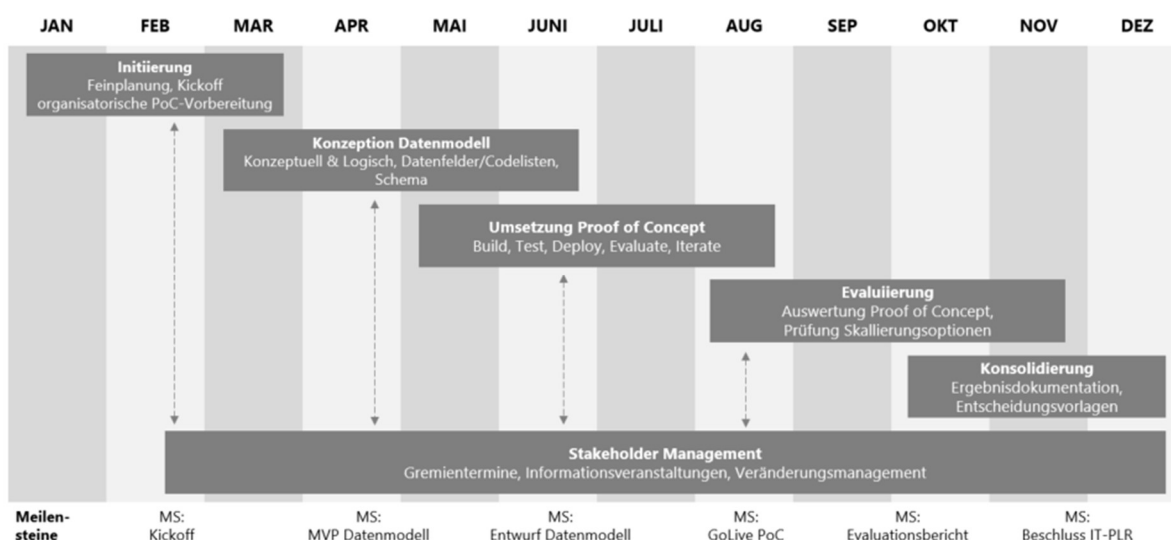 JAN FEB MAR APR MAI JUNI JULI AUG SEP OKT NOV DEZ
Initiierung
Feinplanung, Kickoff
organisatorische PoC-Vorbereitung
Konzeption Datenmodell
Konzeptuell & Logisch, Datenfelder/Codelisten,
Schema
Umsetzung Proof of Concept
Build, Test, Deploy, Evaluate, Iterate
Evaluiierung
Auswertung Proof of Concept,
Prüfung Skallierungsoptionen
Konsolidierung
Ergebnisdokumentation,
Entscheidungsvorlagen
Stakeholder Management
Gremientermine, Informationsveranstaltungen, Veränderungsmanagement
Meilen-
steine
MS:
Kickoff
MS:
MVP Datenmodell
MS:
Entwurf Datenmodell
MS:
GoLive PoC
MS:
Evaluationsbericht
MS:
Beschluss IT-PLR